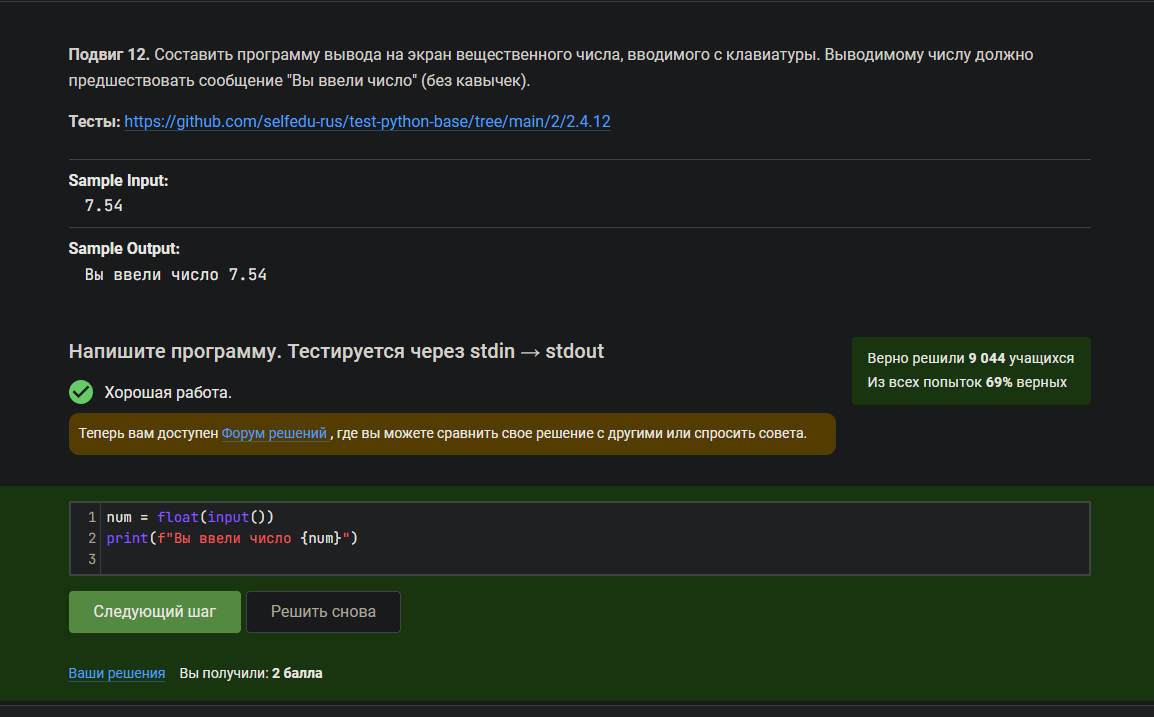 Подвиг 12. Составить программу вывода на экран вещественного числа, вводимого с клавиатуры. Выводимому числу должно
предшествовать сообщение "Вы ввели число" (без кавычек).
Тесты: https://github.com/selfedu-rus/test-python-base/tree/main/2/2.4.12
Sample Input:
7.54
Sample Output:
Вы ввели число 7.54
Напишите программу. Тестируется через stdin → stdout
Верно решили 9 044 учащихся
Из всех попыток 69% верных
Хорошая работа.
Теперь вам доступен Форум решений , где вы можете сравнить свое решение с другими или спросить совета.
1 num = float(input())
2 print(f"Вы ввели число {num}")
3
Следующий шаг
Решить снова
Ваши решения Вы получили: 2 балла